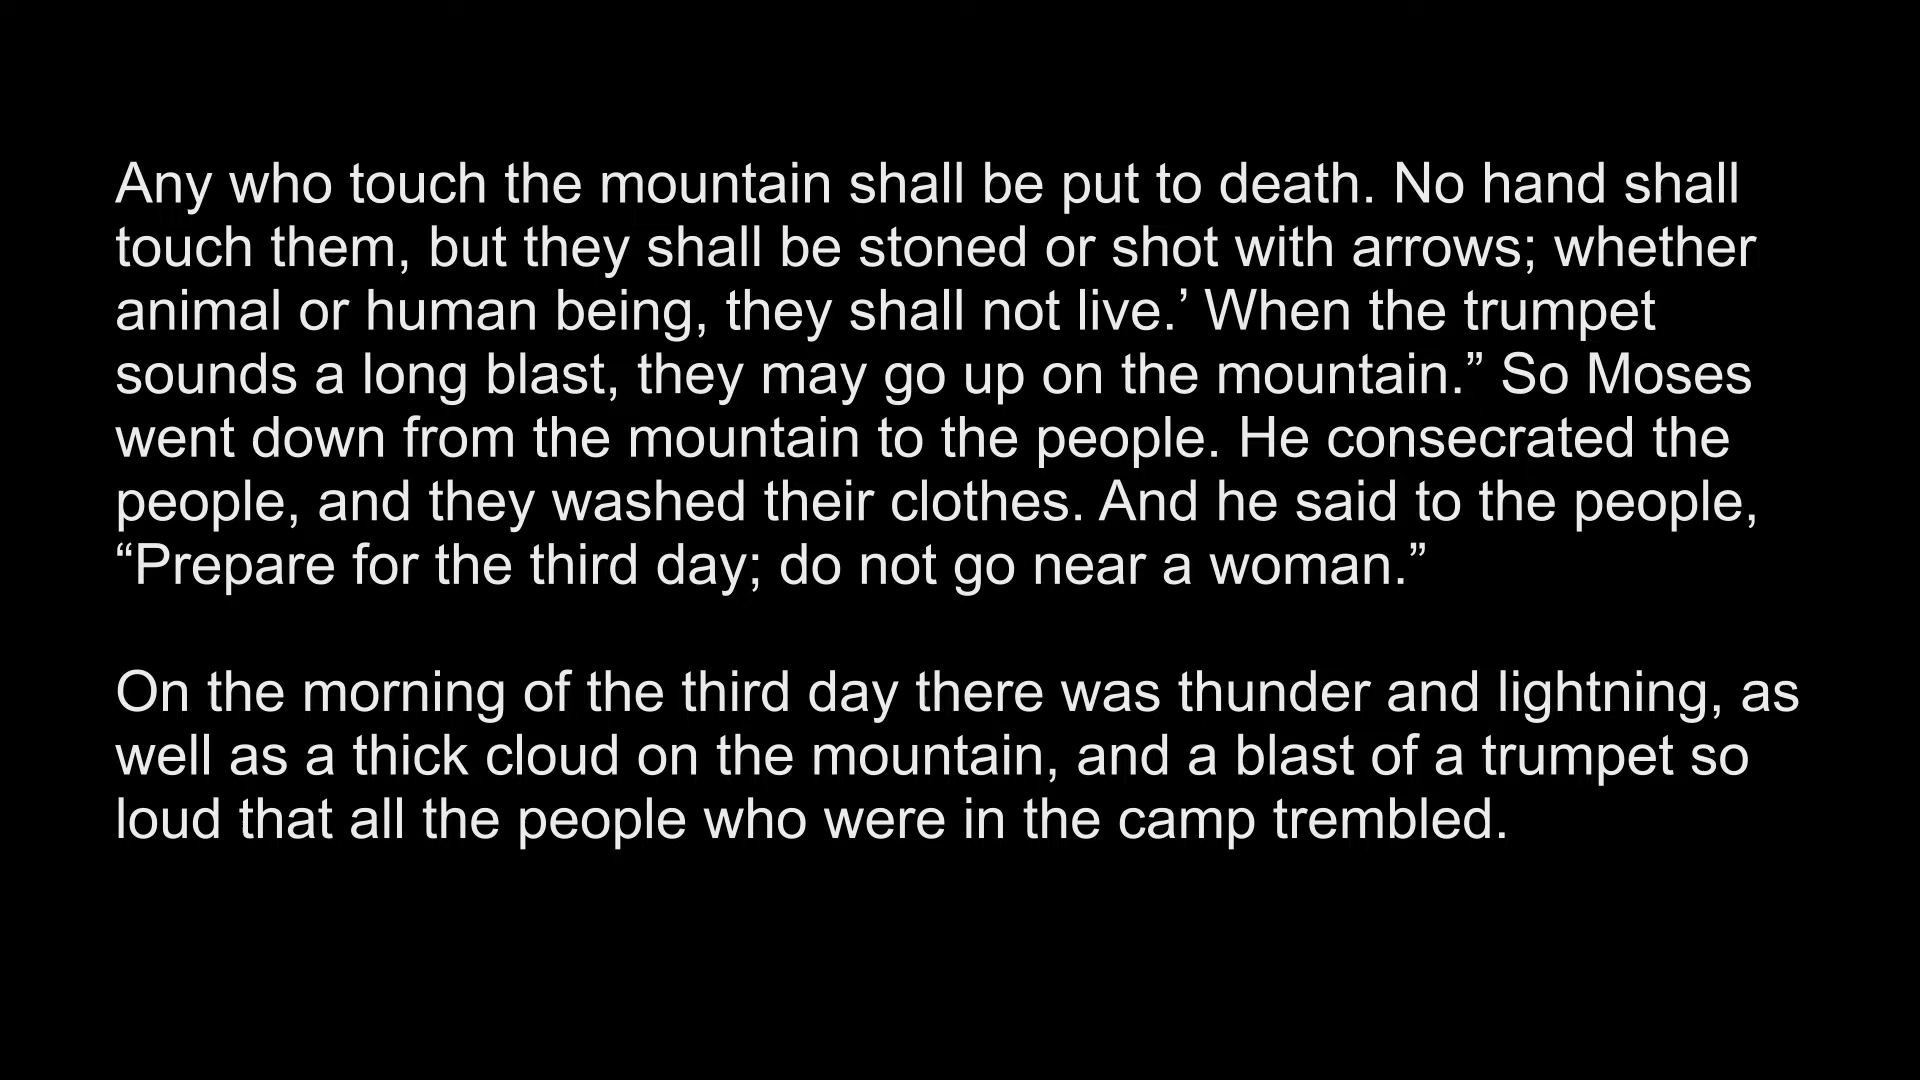 Any who touch the mountain shall be put to death. No hand shall
touch them, but they shall be stoned or shot with arrows; whether
animal or human being, they shall not live.’ When the trumpet
sounds a long blast, they may go up on the mountain.” So Moses
went down from the mountain to the people. He consecrated the
people, and they washed their clothes. And he said to the people,
“Prepare for the third day; do not go near a woman.”

On the morning of the third day there was thunder and lightning, as
well as a thick cloud on the mountain, and a blast of a trumpet so
loud that all the people who were in the camp trembled.